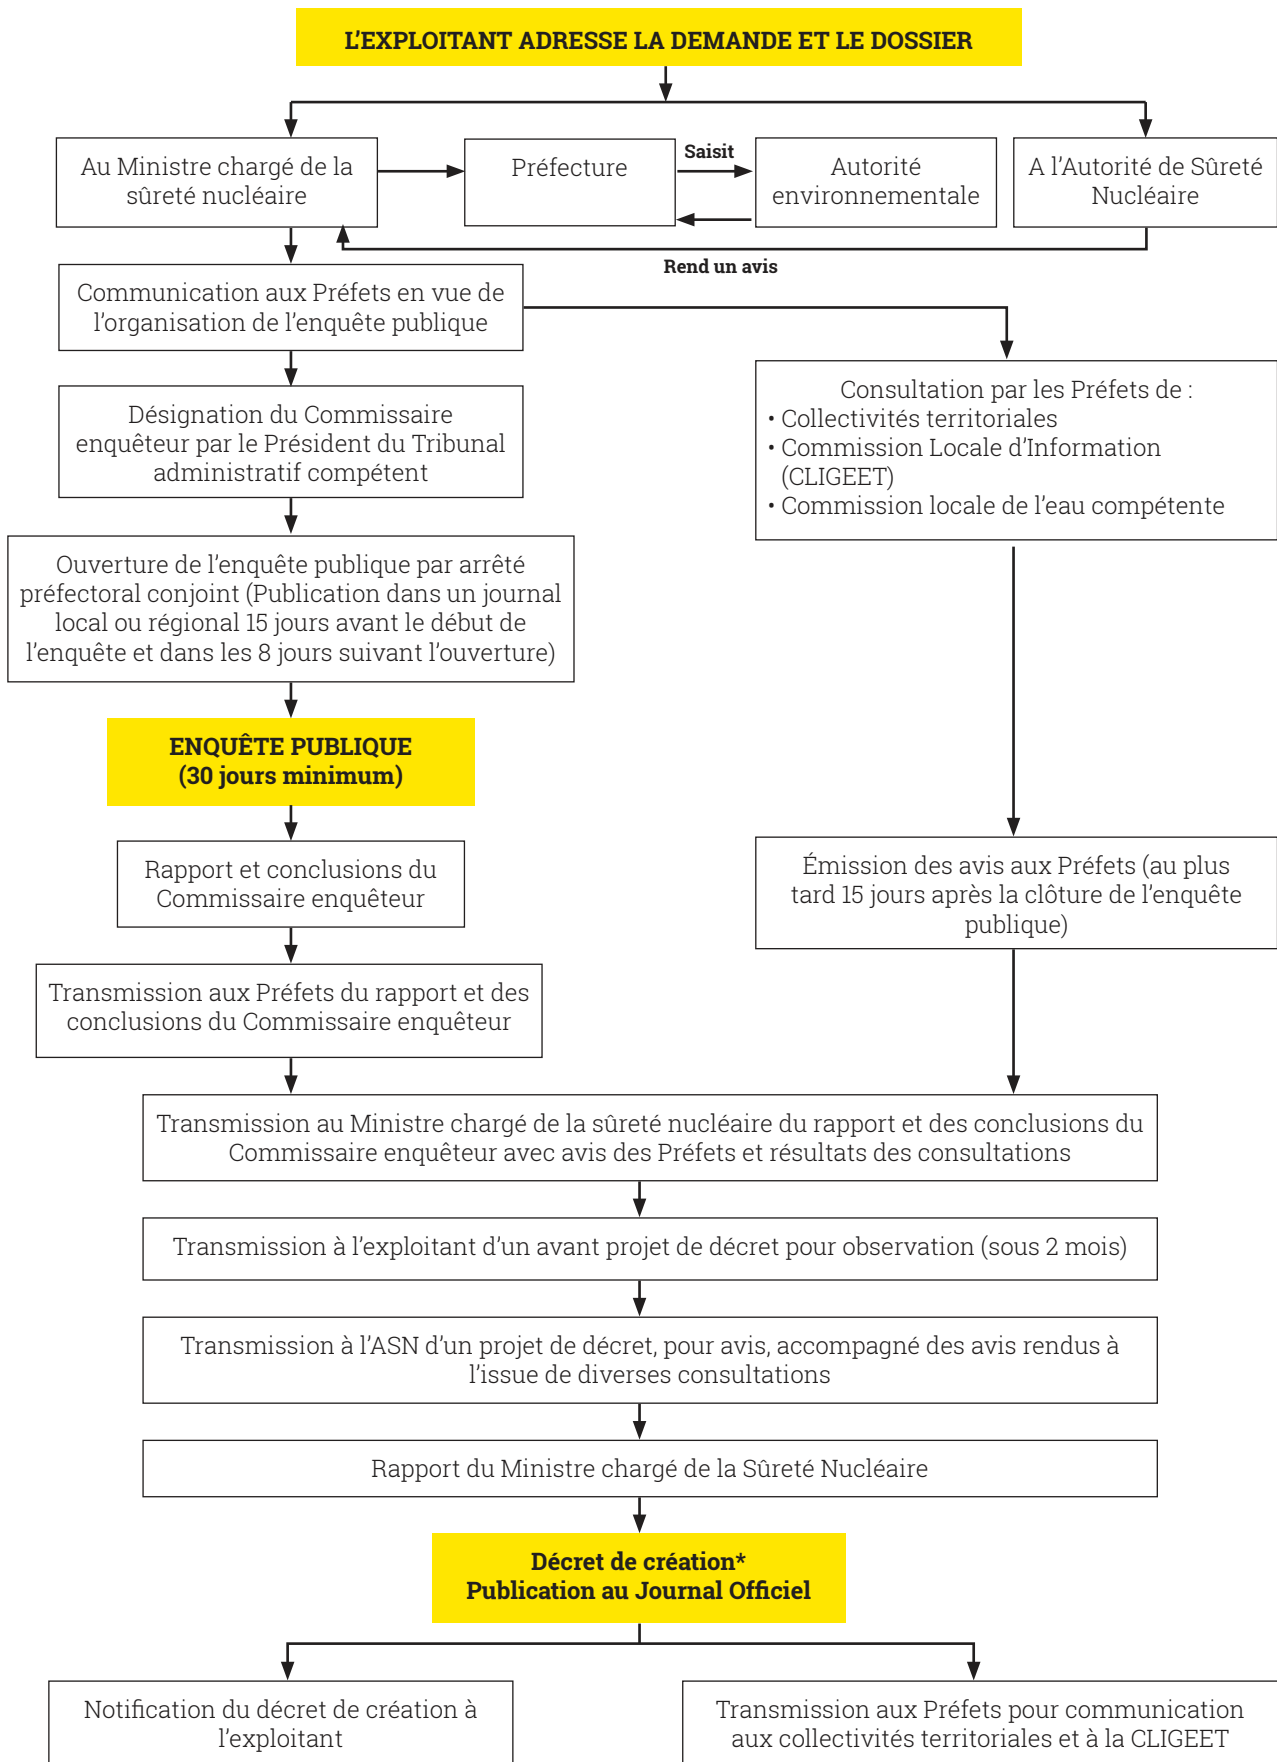 L'EXPLOITANT ADRESSE LA DEMANDE ET LE DOSSIER
Au Ministre chargé de la
sûreté nucléaire
Préfecture
Saisit
Autorité
environnementale
A l'Autorité de Sûreté
Nucléaire
Rend un avis
Communication aux Préfets en vue de
l'organisation de l'enquête publique
Désignation du Commissaire
enquêteur par le Président du Tribunal
administratif compétent
Consultation par les Préfets de :
• Collectivités territoriales
• Commission Locale d'Information
(CLIGEET)
• Commission locale de l'eau compétente
Ouverture de l'enquête publique par arrêté
préfectoral conjoint (Publication dans un journal
local ou régional 15 jours avant le début de
l'enquête et dans les 8 jours suivant l'ouverture)
ENQUÊTE PUBLIQUE
(30 jours minimum)
Rapport et conclusions du
Commissaire enquêteur
Émission des avis aux Préfets (au plus
tard 15 jours après la clôture de l'enquête
publique)
Transmission aux Préfets du rapport et des
conclusions du Commissaire enquêteur
Transmission au Ministre chargé de la sûreté nucléaire du rapport et des conclusions du
Commissaire enquêteur avec avis des Préfets et résultats des consultations
Transmission à l'exploitant d'un avant projet de décret pour observation (sous 2 mois)
Transmission à l'ASN d'un projet de décret, pour avis, accompagné des avis rendus à
l'issue de diverses consultations
Rapport du Ministre chargé de la Sûreté Nucléaire
Décret de création*
Publication au Journal Officiel
Notification du décret de création à
l'exploitant
Transmission aux Préfets pour communication
aux collectivités territoriales et à la CLIGEET